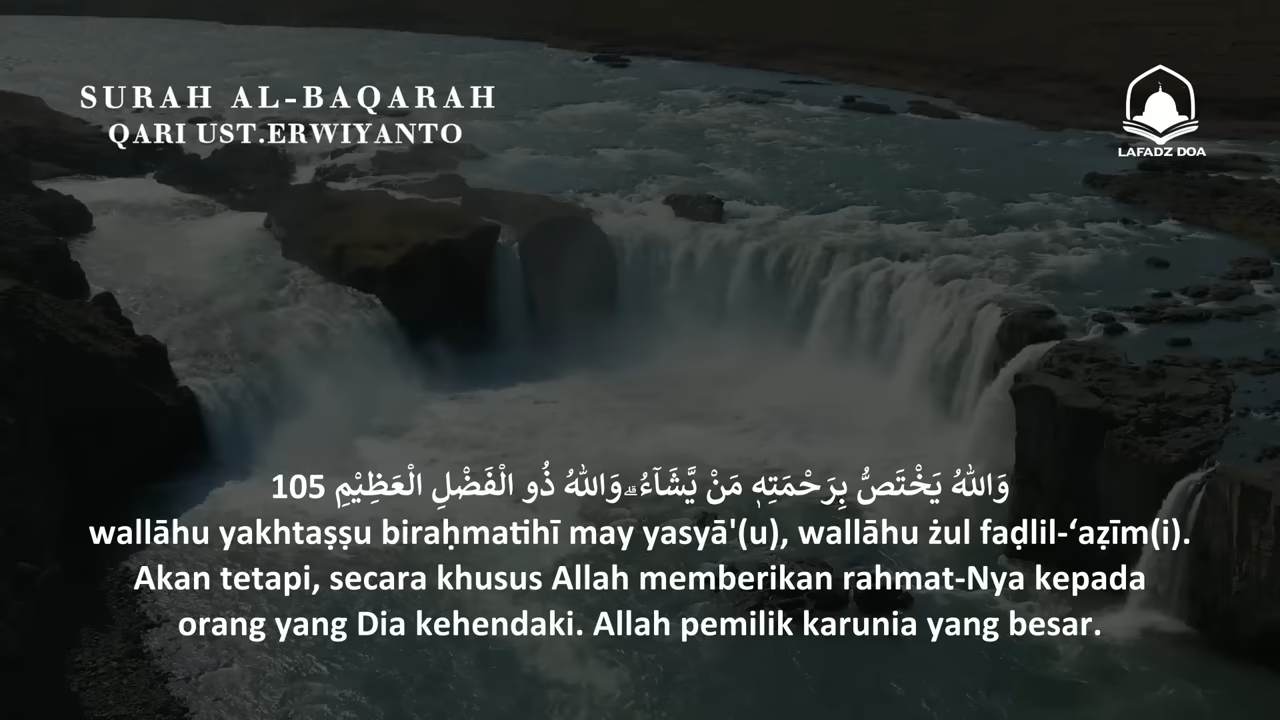 SURAH AL-BAQARAH
QARI UST.ERWIYANTO
LAFADZ DOA
وَاللّٰهُ يَخْتَصُّ بِرَحْمَتِهٖ مَنْ يَّشَاۤءُۗ وَاللّٰهُ ذُو الْفَضْلِ الْعَظِيْمِ 105
wallāhu yakhtaṣṣu biraḥmatihī may yasyā'(u), wallāhu żul faḍlil-‘aẓīm(i).
Akan tetapi, secara khusus Allah memberikan rahmat-Nya kepada
orang yang Dia kehendaki. Allah pemilik karunia yang besar.